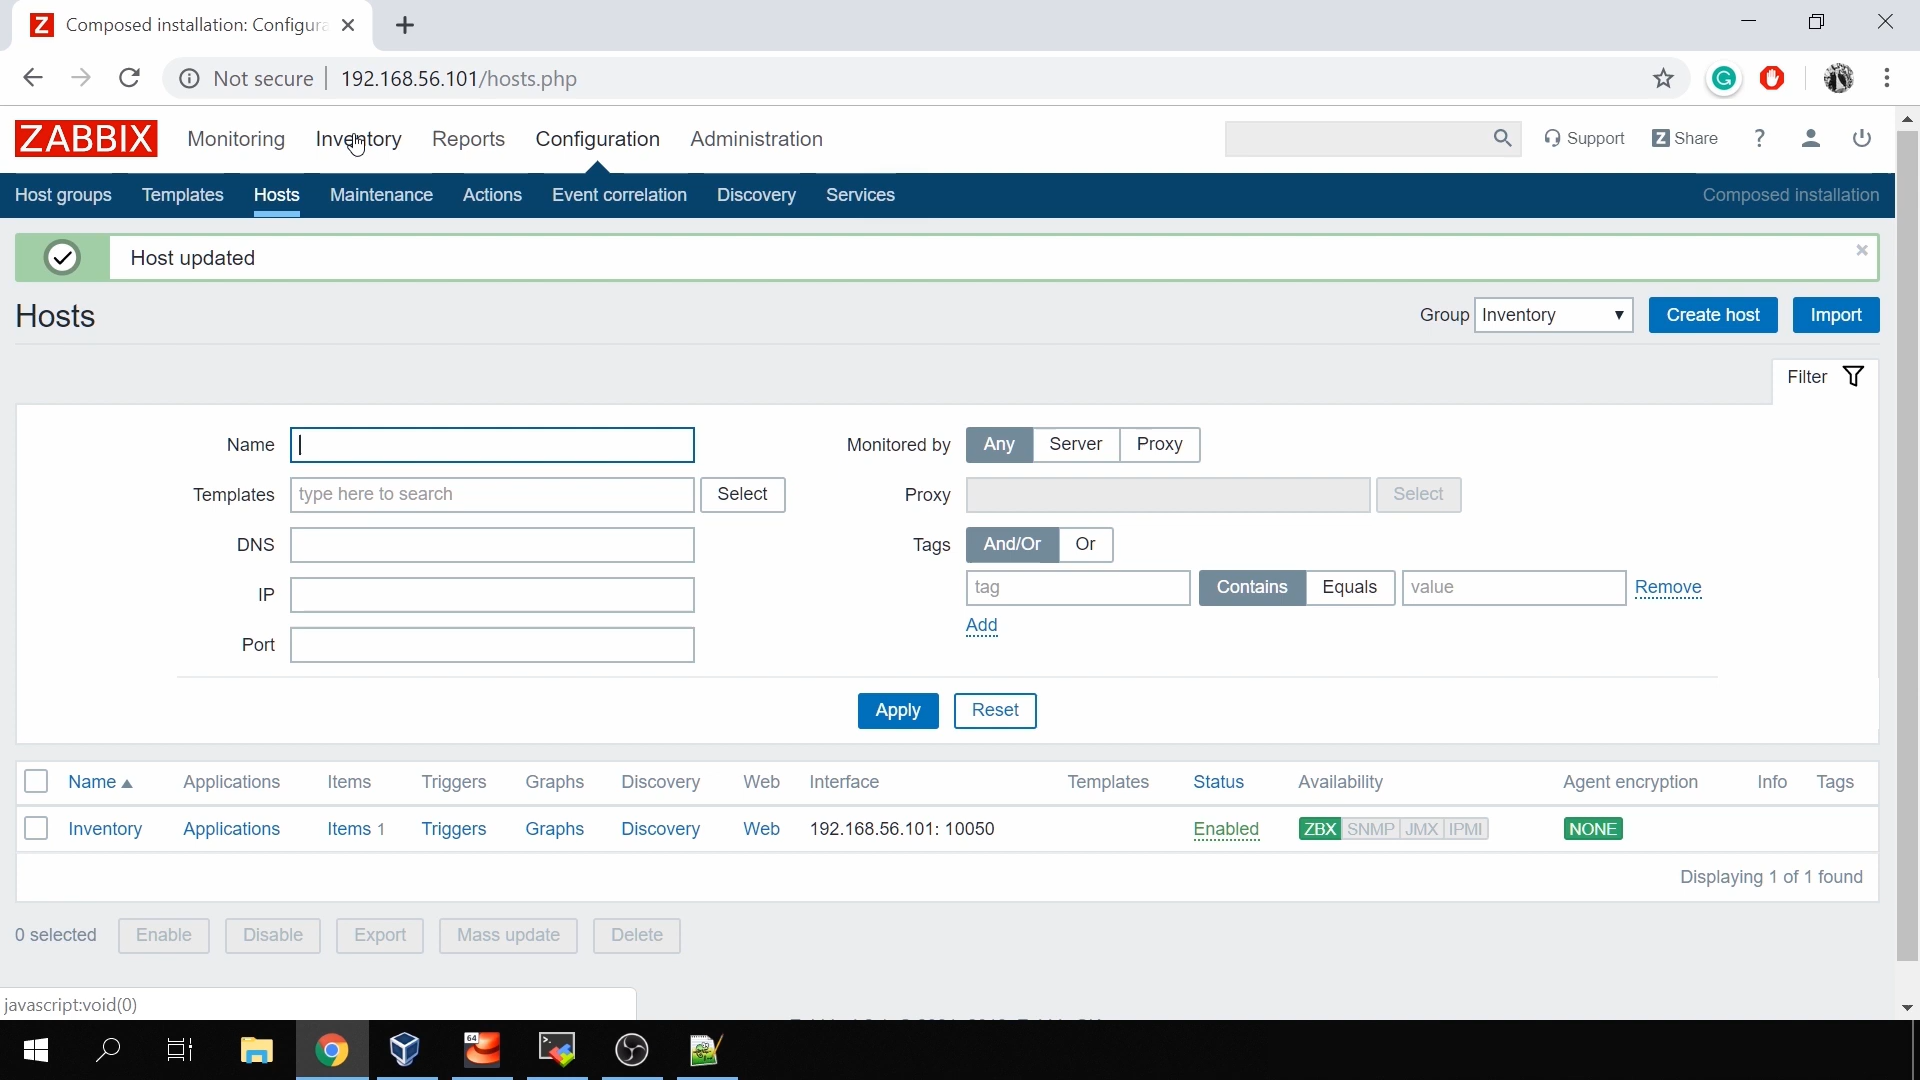 Z Composed installation: Configura
Not secure 192.168.56.101/hosts.php
ZABBIX Monitoring Inventory Reports Configuration Administration Support Z Share ?
Host groups Templates Hosts Maintenance Actions Event correlation Discovery Services Composed installation
Host updated
Hosts Group Inventory Create host Import
Filter
Name Monitored by Any Server Proxy
Templates type here to search Select Proxy Select
DNS Tags And/Or Or
IP tag Contains Equals value Remove
Add
Port
Apply Reset
Name Applications Items Triggers Graphs Discovery Web Interface Templates Status Availability Agent encryption Info Tags
Inventory Applications Items 1 Triggers Graphs Discovery Web 192.168.56.101: 10050 Enabled ZBX SNMP JMX IPMI NONE
Displaying 1 of 1 found
0 selected Enable Disable Export Mass update Delete
javascript:void(0)
64